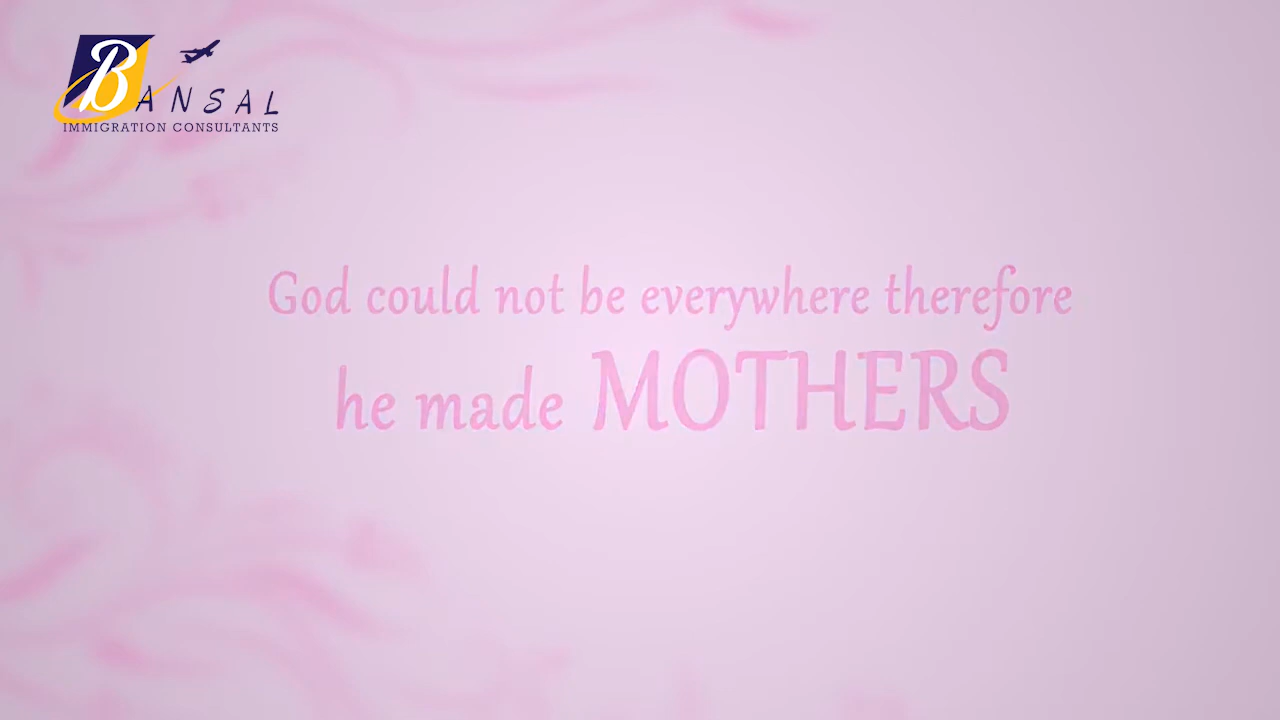 BANSAL
IMMIGRATION CONSULTANTS
God could not be everywhere therefore
he made MOTHERS